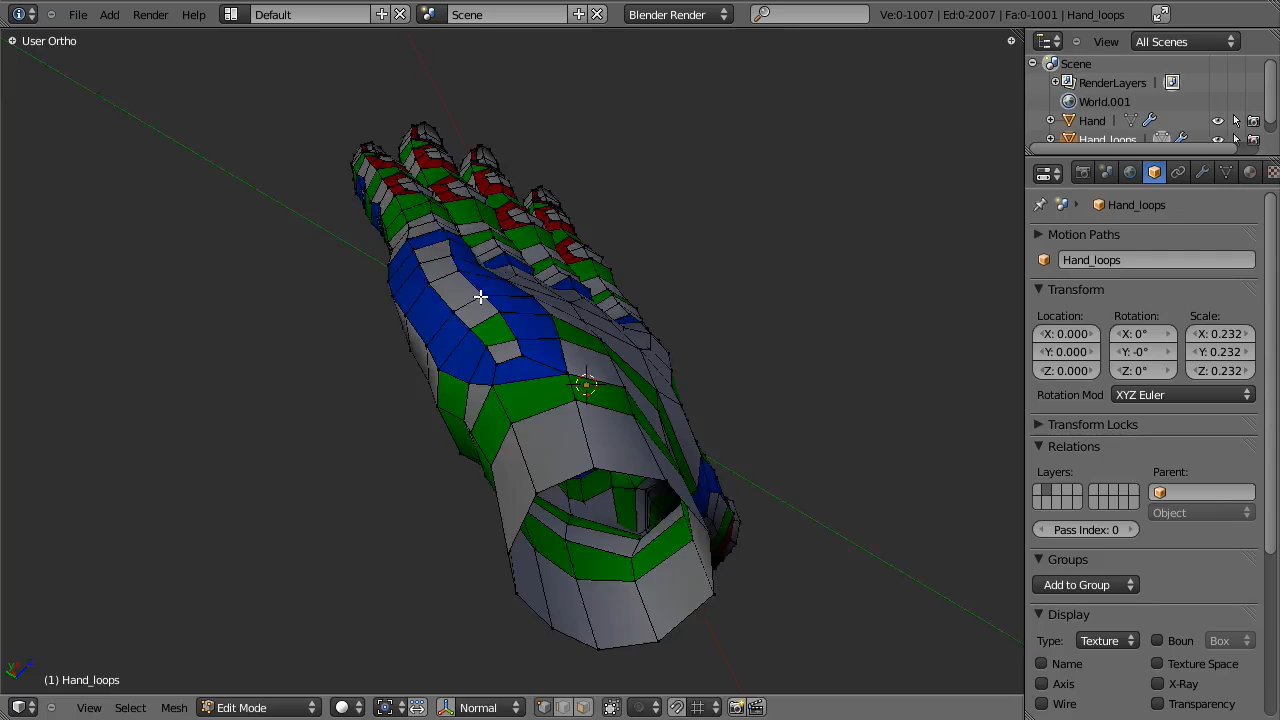 File Add Render Help Default Scene Blender Render Ve:0-1007 | Ed:0-2007 | Fa:0-1001 | Hand_loops
User Ortho
View All Scenes
Scene
RenderLayers
World.001
Hand
Hand_loops
Hand_loops
Motion Paths
Hand_loops
Transform
Location: Rotation: Scale:
X: 0.000 X: 0° X: 0.232
Y: 0.000 Y: -0° Y: 0.232
Z: 0.000 Z: 0° Z: 0.232
Rotation Mod XYZ Euler
Transform Locks
Relations
Layers: Parent:
Object
Pass Index: 0
Groups
Add to Group
Display
Type: Texture Boun Box
Name Texture Space
Axis X-Ray
Wire Transparency
(1) Hand_loops
View Select Mesh Edit Mode Normal